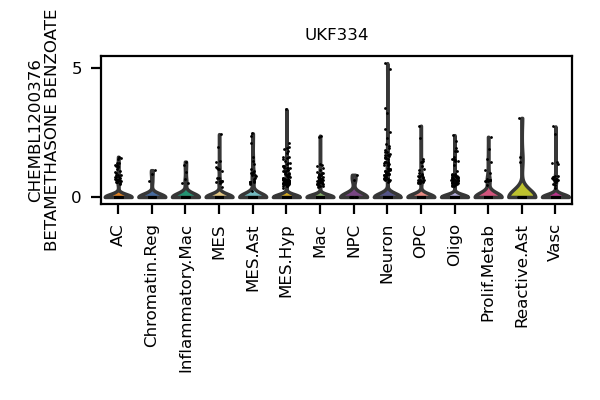 UKF334
CHEMBL1200376
BETAMETHASONE BENZOATE
5
0
AC
Chromatin.Reg
Inflammatory.Mac
MES
MES.Ast
MES.Hyp
Mac
NPC
Neuron
OPC
Oligo
Prolif.Metab
Reactive.Ast
Vasc